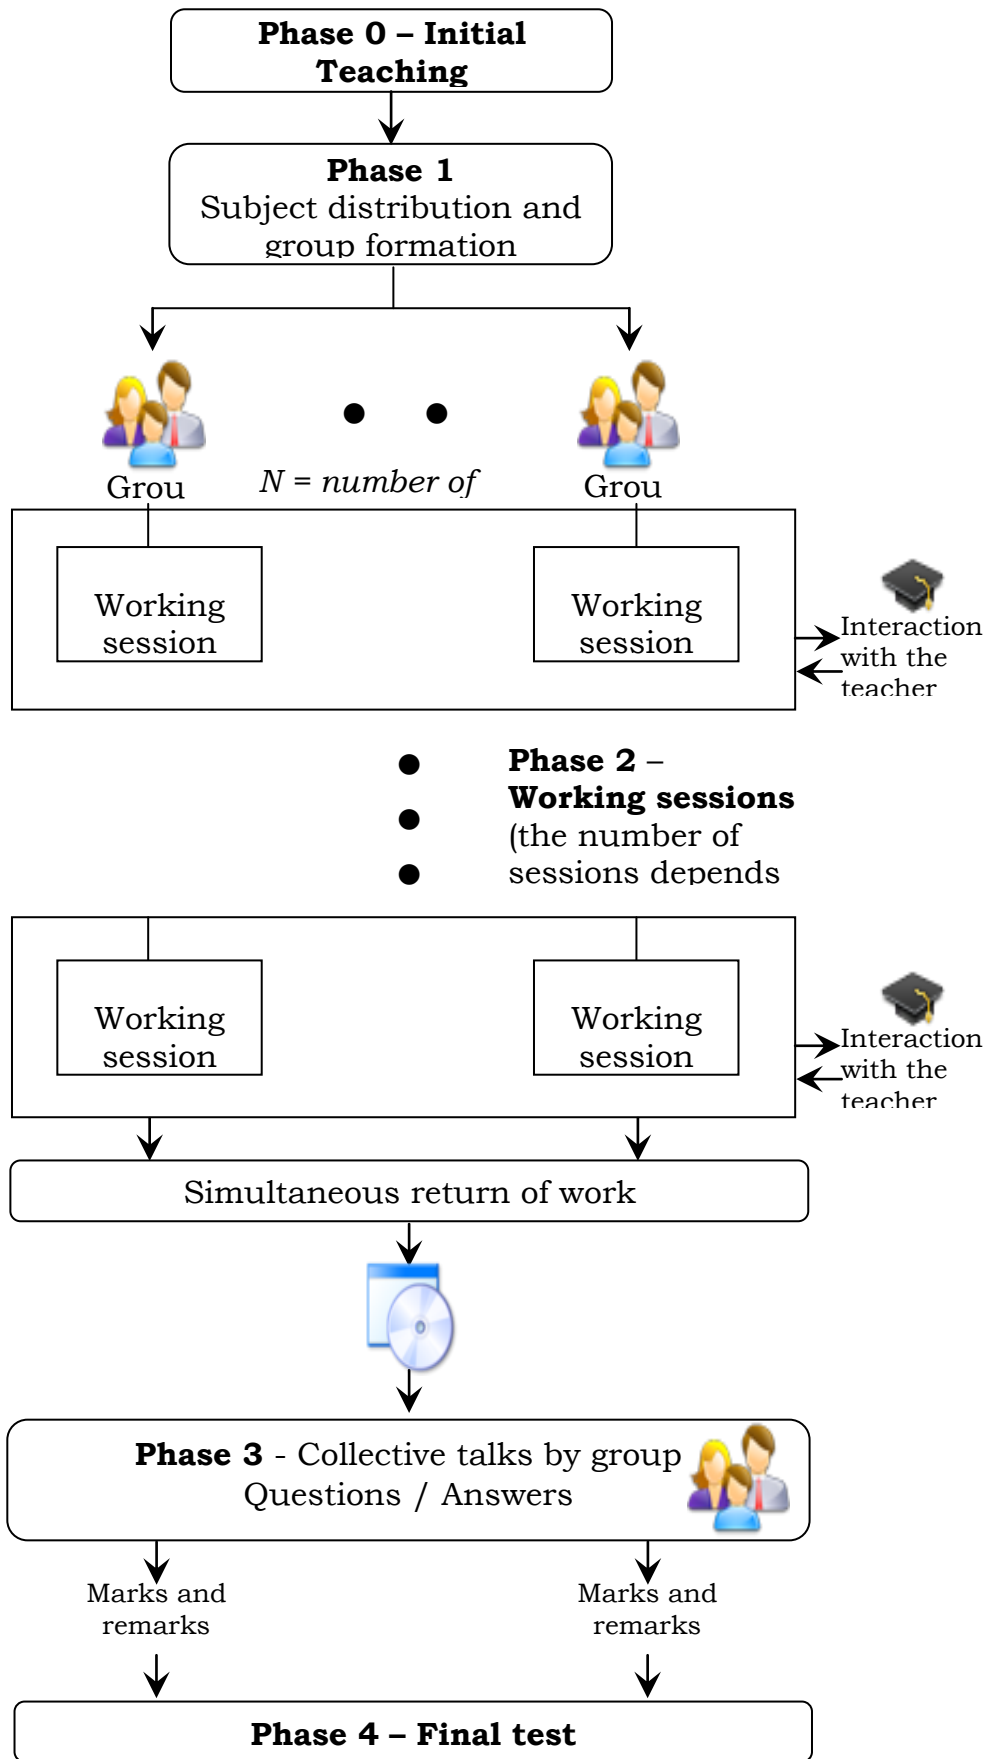 Phase 0 – Initial
Teaching
Phase 1
Subject distribution and
group formation
Grou
N = number of
Grou
Working
session
Working
session
Interaction
with the
teacher
Phase 2 –
Working sessions
(the number of
sessions depends
Working
session
Working
session
Interaction
with the
teacher
Simultaneous return of work
Phase 3 - Collective talks by group
Questions / Answers
Marks and
remarks
Marks and
remarks
Phase 4 – Final test